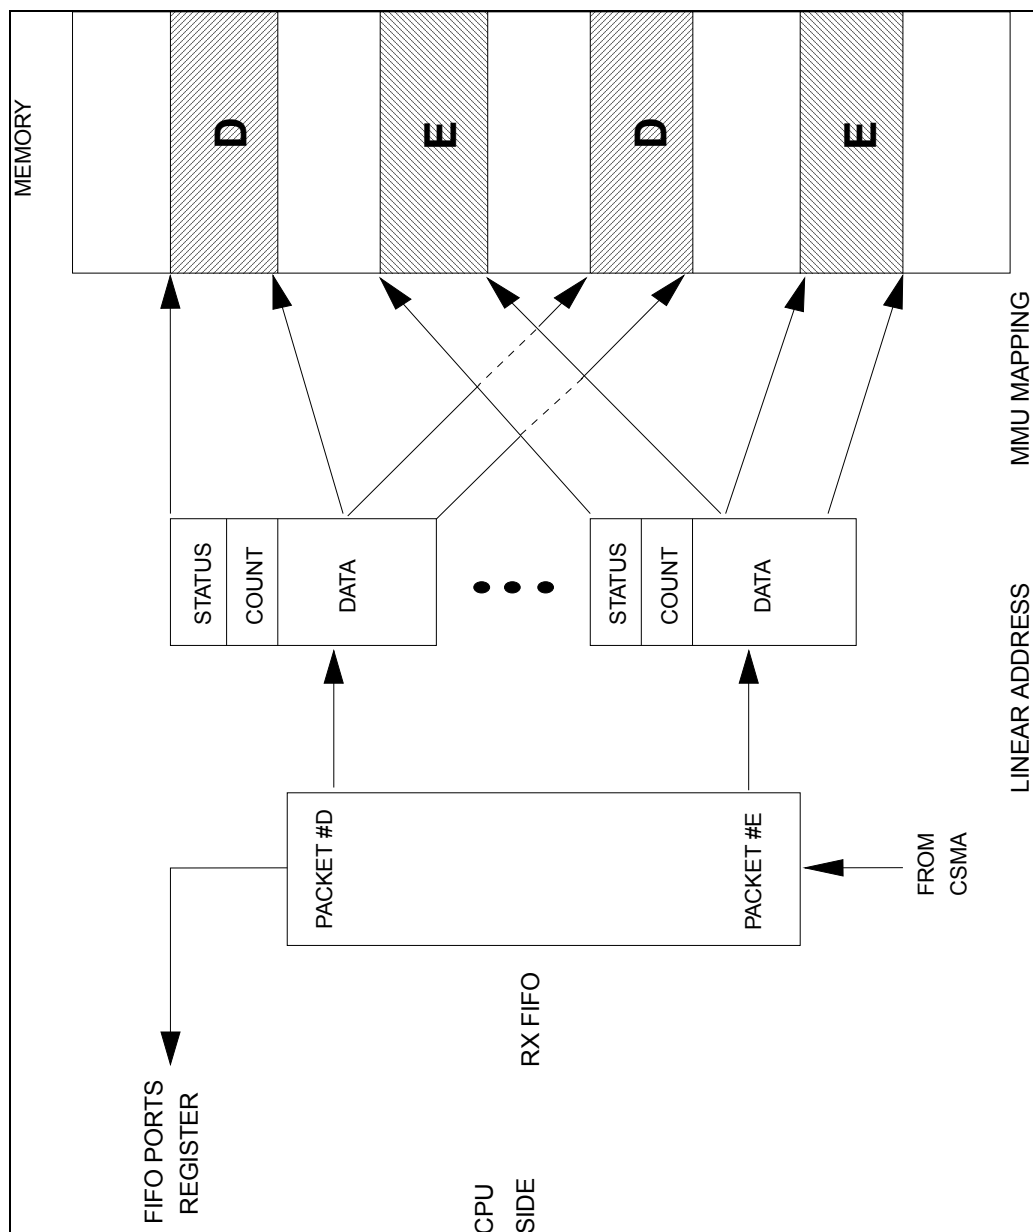 MEMORY
FIFO PORTS
REGISTER
STATUS
D
COUNT
PACKET #D
DATA
E
CPU
SIDE
RX FIFO
STATUS
D
COUNT
PACKET #E
DATA
E
FROM
CSMA
LINEAR ADDRESS
MMU MAPPING